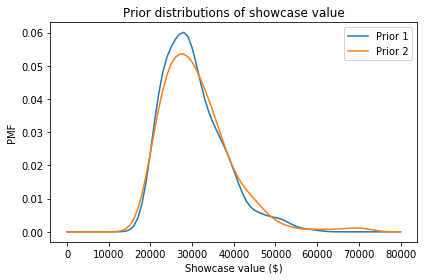 Prior distributions of showcase value
Prior 1
Prior 2
PMF
0.06
0.05
0.04
0.03
0.02
0.01
0.00
0 10000 20000 30000 40000 50000 60000 70000 80000
Showcase value ($)